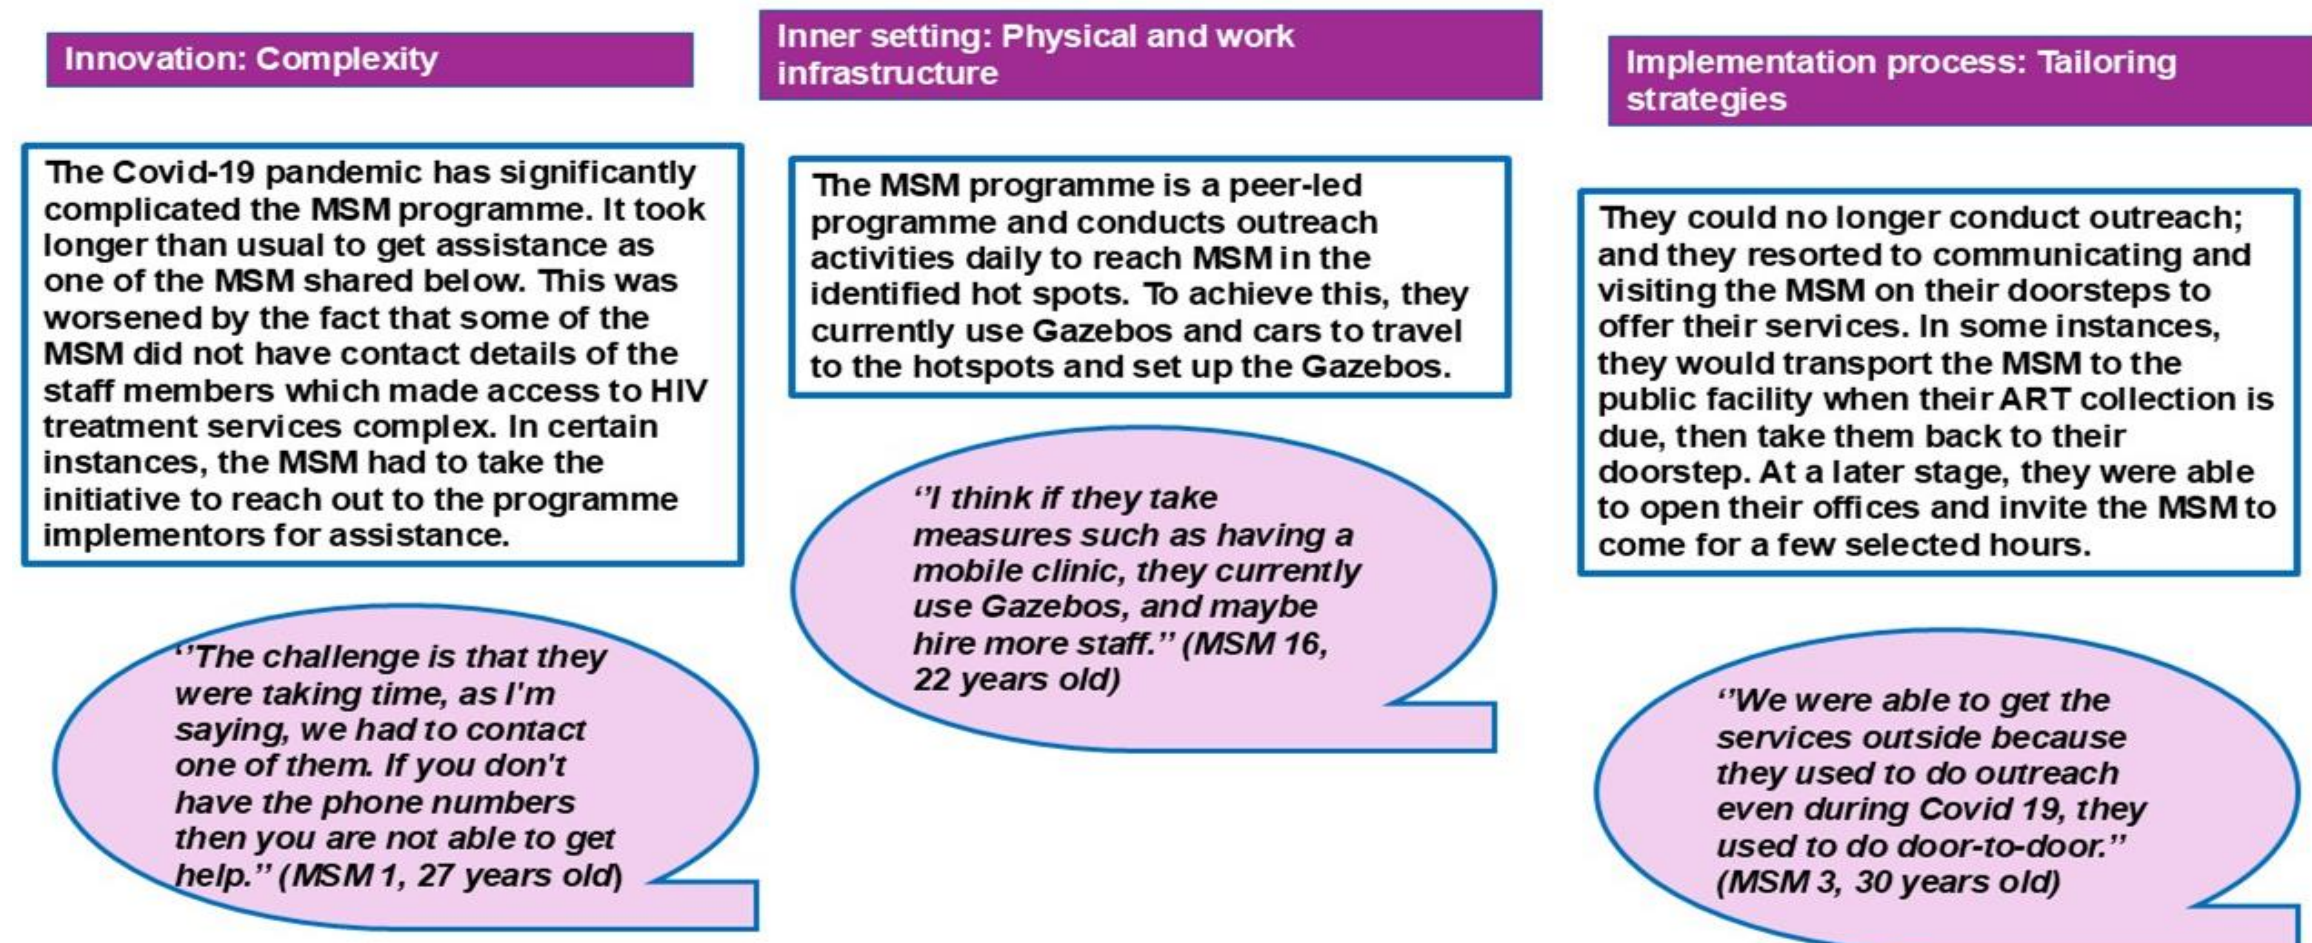 Innovation: Complexity
The Covid-19 pandemic has significantly
complicated the MSM programme. It took
longer than usual to get assistance as
one of the MSM shared below. This was
worsened by the fact that some of the
MSM did not have contact details of the
staff members which made access to HIV
treatment services complex. In certain
instances, the MSM had to take the
initiative to reach out to the programme
implementors for assistance.
‘’The challenge is that they
were taking time, as I'm
saying, we had to contact
one of them. If you don't
have the phone numbers
then you are not able to get
help.’’ (MSM 1, 27 years old)
Inner setting: Physical and work
infrastructure
The MSM programme is a peer-led
programme and conducts outreach
activities daily to reach MSM in the
identified hot spots. To achieve this, they
currently use Gazebos and cars to travel
to the hotspots and set up the Gazebos.
‘’I think if they take
measures such as having a
mobile clinic, they currently
use Gazebos, and maybe
hire more staff.’’ (MSM 16,
22 years old)
Implementation process: Tailoring
strategies
They could no longer conduct outreach;
and they resorted to communicating and
visiting the MSM on their doorsteps to
offer their services. In some instances,
they would transport the MSM to the
public facility when their ART collection is
due, then take them back to their
doorstep. At a later stage, they were able
to open their offices and invite the MSM to
come for a few selected hours.
‘’We were able to get the
services outside because
they used to do outreach
even during Covid 19, they
used to do door-to-door.’’
(MSM 3, 30 years old)